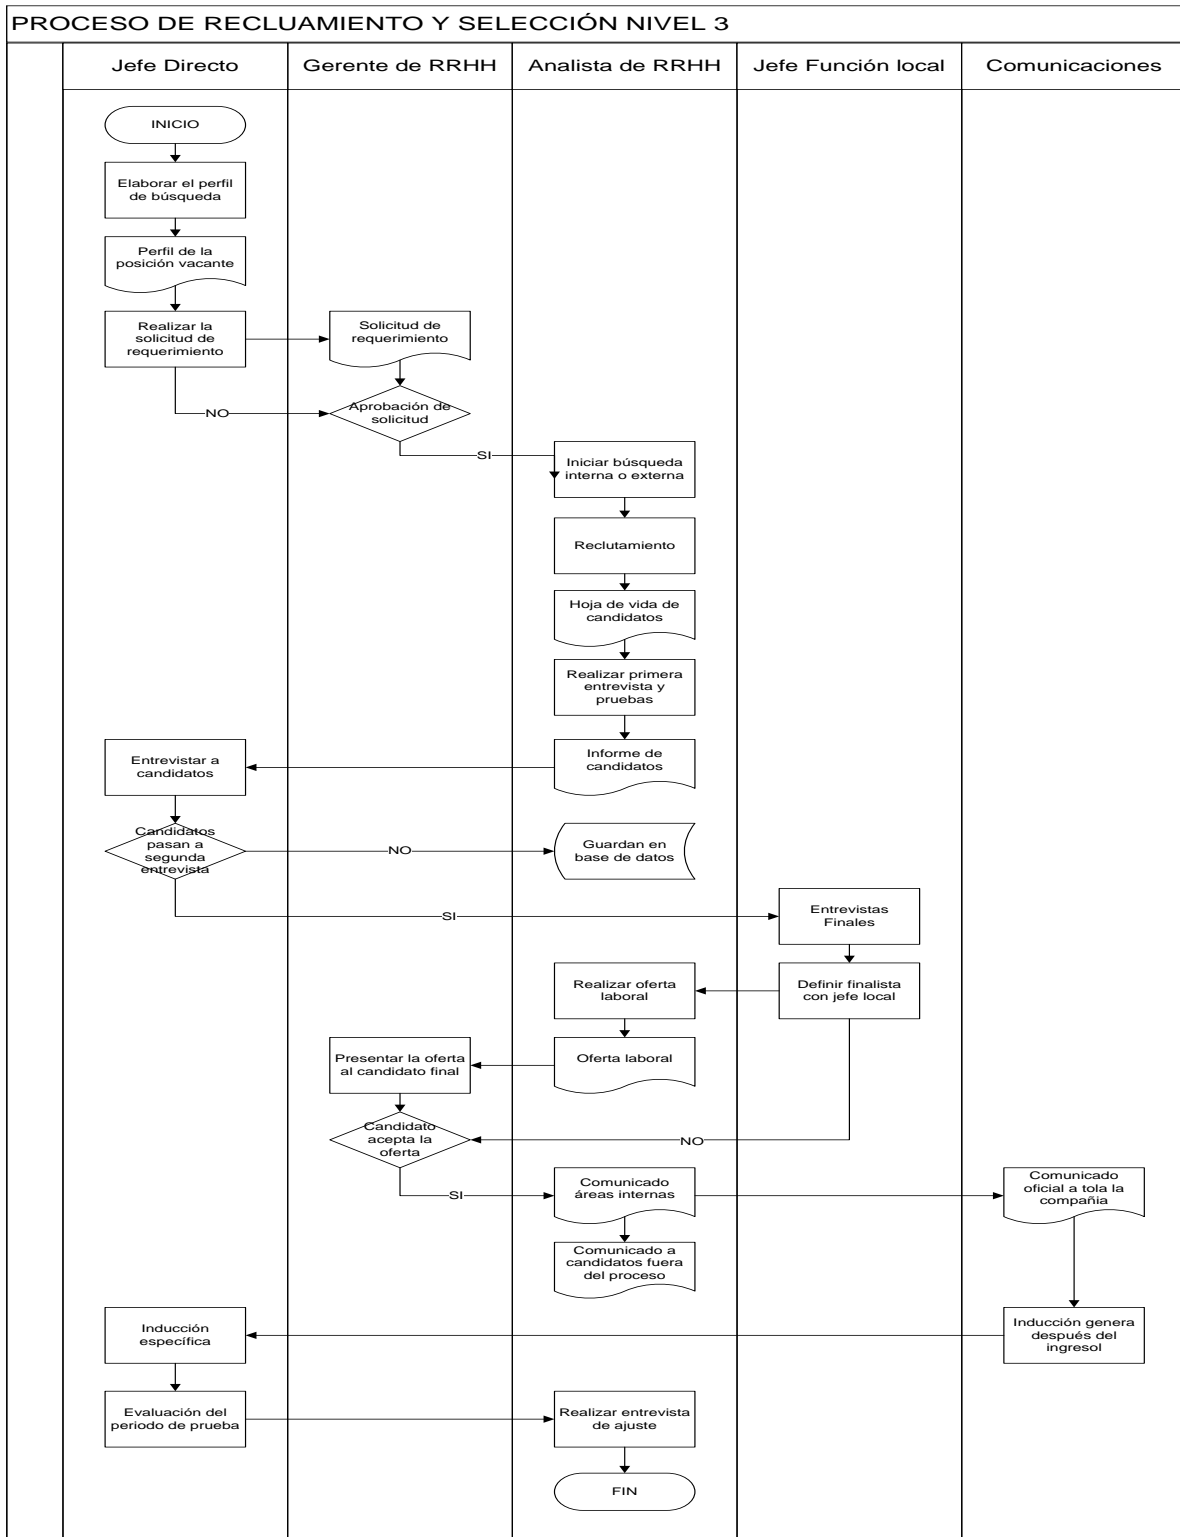 PROCESO DE RECLUAMIENTO Y SELECCIÓN NIVEL 3
Jefe Directo
Gerente de RRHH
Analista de RRHH
Jefe Función local
Comunicaciones
INICIO
Elaborar el perfil
de búsqueda
Perfil de la
posición vacante
Realizar la
solicitud de
requerimiento
Solicitud de
requerimiento
NO
Aprobación de
solicitud
SI
Iniciar búsqueda
interna o externa
Reclutamiento
Hoja de vida de
candidatos
Realizar primera
entrevista y
pruebas
Informe de
candidatos
Entrevistar a
candidatos
Candidatos
pasan a
segunda
entrevista
NO
Guardan en
base de datos
SI
Entrevistas
Finales
Definir finalista
con jefe local
Realizar oferta
laboral
Oferta laboral
Presentar la oferta
al candidato final
Candidato
acepta la
oferta
NO
SI
Comunicado
áreas internas
Comunicado
oficial a tola la
compañia
Comunicado a
candidatos fuera
del proceso
Inducción genera
después del
ingresol
Inducción
específica
Evaluación del
periodo de prueba
Realizar entrevista
de ajuste
FIN